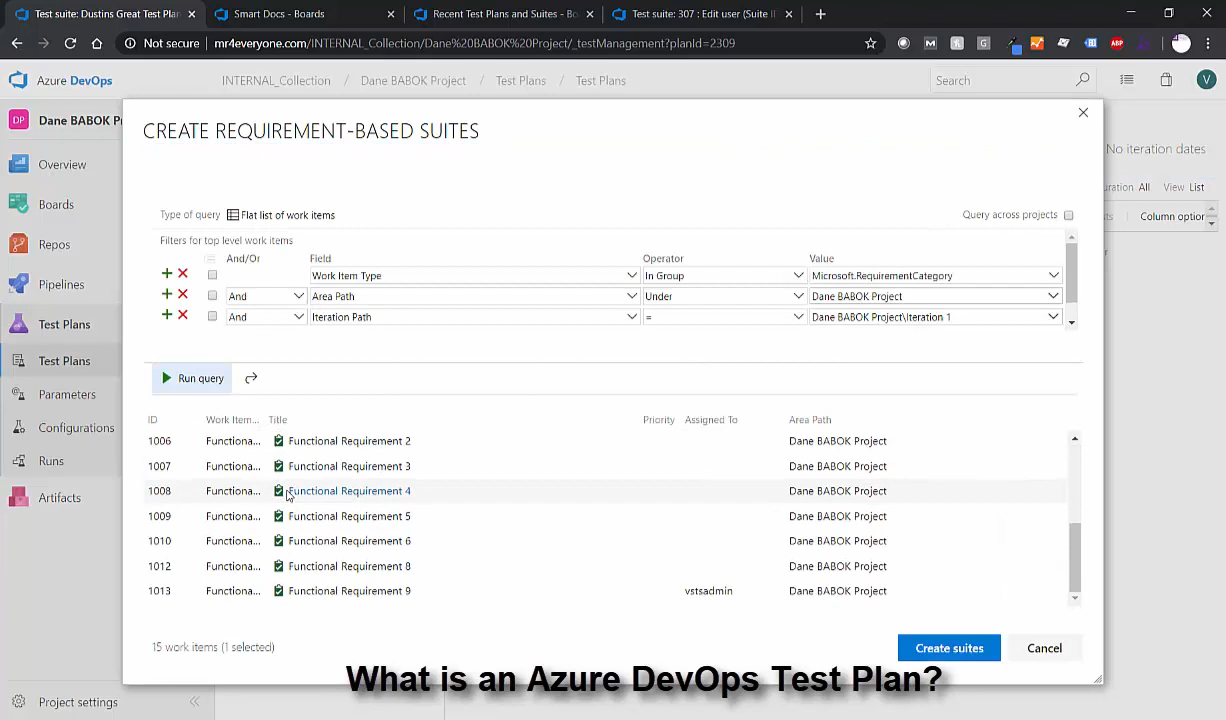 Test suite: Dustins Great Test Plan
Smart Docs - Boards
Recent Test Plans and Suites - Bo
Test suite: 307 : Edit user (Suite I
Not secure
mr4everyone.com/INTERNAL_Collection/Dane%20BABOK%20Project/_testManagement?planId=2309
Azure DevOps
INTERNAL_Collection / Dane BABOK Project / Test Plans / Test Plans
Search
V
DP
Dane BABOK Pr
Overview
Boards
Repos
Pipelines
Test Plans
Test Plans
Parameters
Configurations
Runs
Artifacts
Project settings
No iteration dates
uration All View List
ts
Column option
CREATE REQUIREMENT-BASED SUITES
Type of query Flat list of work items
Query across projects
Filters for top level work items
And/Or Field Operator Value
Work Item Type In Group Microsoft.RequirementCategory
And Area Path Under Dane BABOK Project
And Iteration Path = Dane BABOK Project\Iteration 1
Run query
ID Work Item... Title Priority Assigned To Area Path
1006 Functiona... Functional Requirement 2 Dane BABOK Project
1007 Functiona... Functional Requirement 3 Dane BABOK Project
1008 Functiona... Functional Requirement 4 Dane BABOK Project
1009 Functiona... Functional Requirement 5 Dane BABOK Project
1010 Functiona... Functional Requirement 6 Dane BABOK Project
1012 Functiona... Functional Requirement 8 Dane BABOK Project
1013 Functiona... Functional Requirement 9 vstsadmin Dane BABOK Project
15 work items (1 selected)
Create suites
Cancel
What is an Azure DevOps Test Plan?